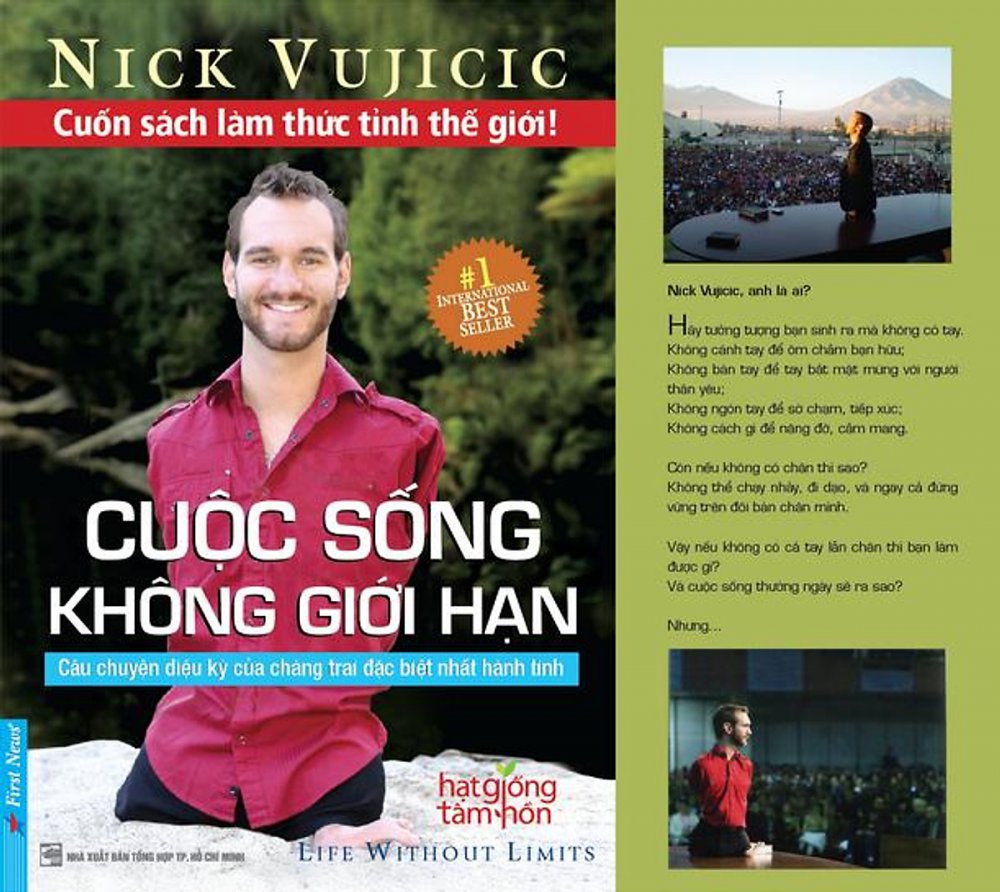 NICK VUJICIC
Cuốn sách làm thức tỉnh thế giới!
#1
INTERNATIONAL
BEST
SELLER
CUỘC SỐNG
KHÔNG GIỚI HẠN
Câu chuyện diệu kỳ của chàng trai đặc biệt nhất hành tinh
First News
hạt giống
tâm hồn
NHÀ XUẤT BẢN TỔNG HỢP TP. HỒ CHÍ MINH
LIFE WITHOUT LIMITS
Nick Vujicic, anh là ai?
Hãy tưởng tượng bạn sinh ra mà không có tay.
Không cánh tay để ôm chầm bạn hữu;
Không bàn tay để tay bắt mặt mừng với người
thân yêu;
Không ngón tay để sờ chạm, tiếp xúc;
Không cách gì để nâng đỡ, cầm mang.
Còn nếu không có chân thì sao?
Không thể chạy nhảy, đi dạo, và ngay cả đứng
vững trên đôi bàn chân mình.
Vậy nếu không có cả tay lẫn chân thì bạn làm
được gì?
Và cuộc sống thường ngày sẽ ra sao?
Nhưng...